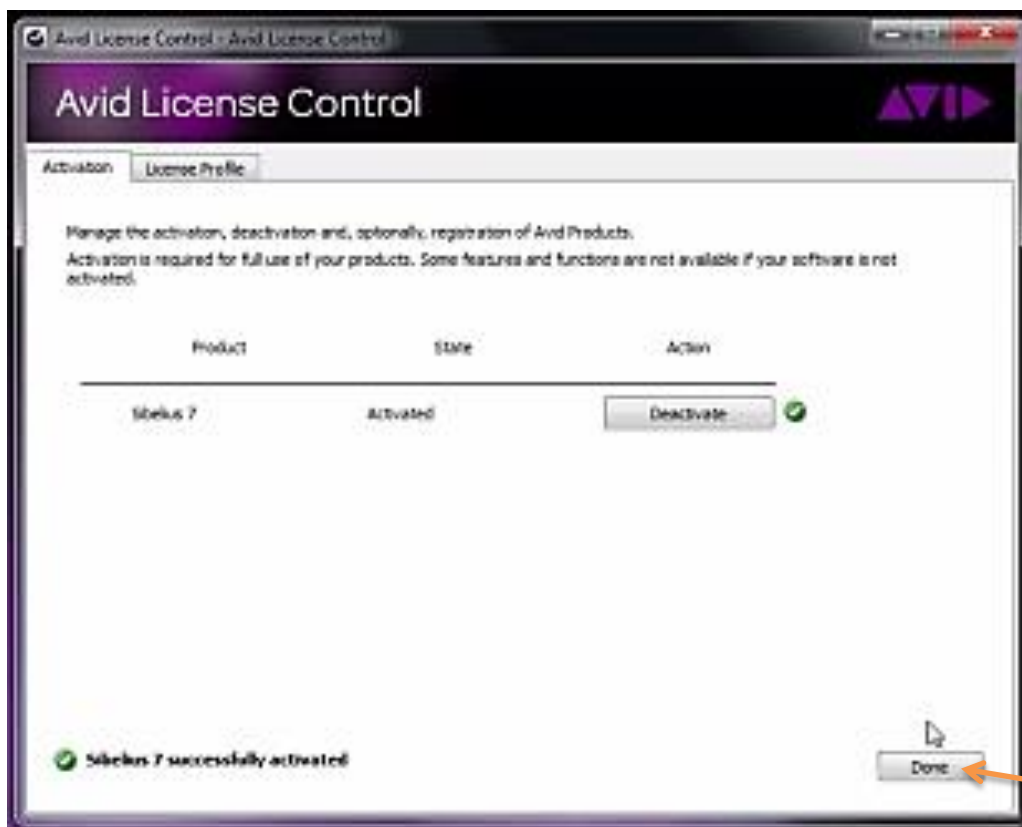 Avid License Control - Avid License Control
Avid License Control
AVID
Activation
License Profile
Manage the activation, deactivation and, optionally, registration of Avid Products.
Activation is required for full use of your products. Some features and functions are not available if your software is not
activated.
Product State Action
Sibelius 7 Activated Deactivate
Sibelius 7 successfully activated
Done